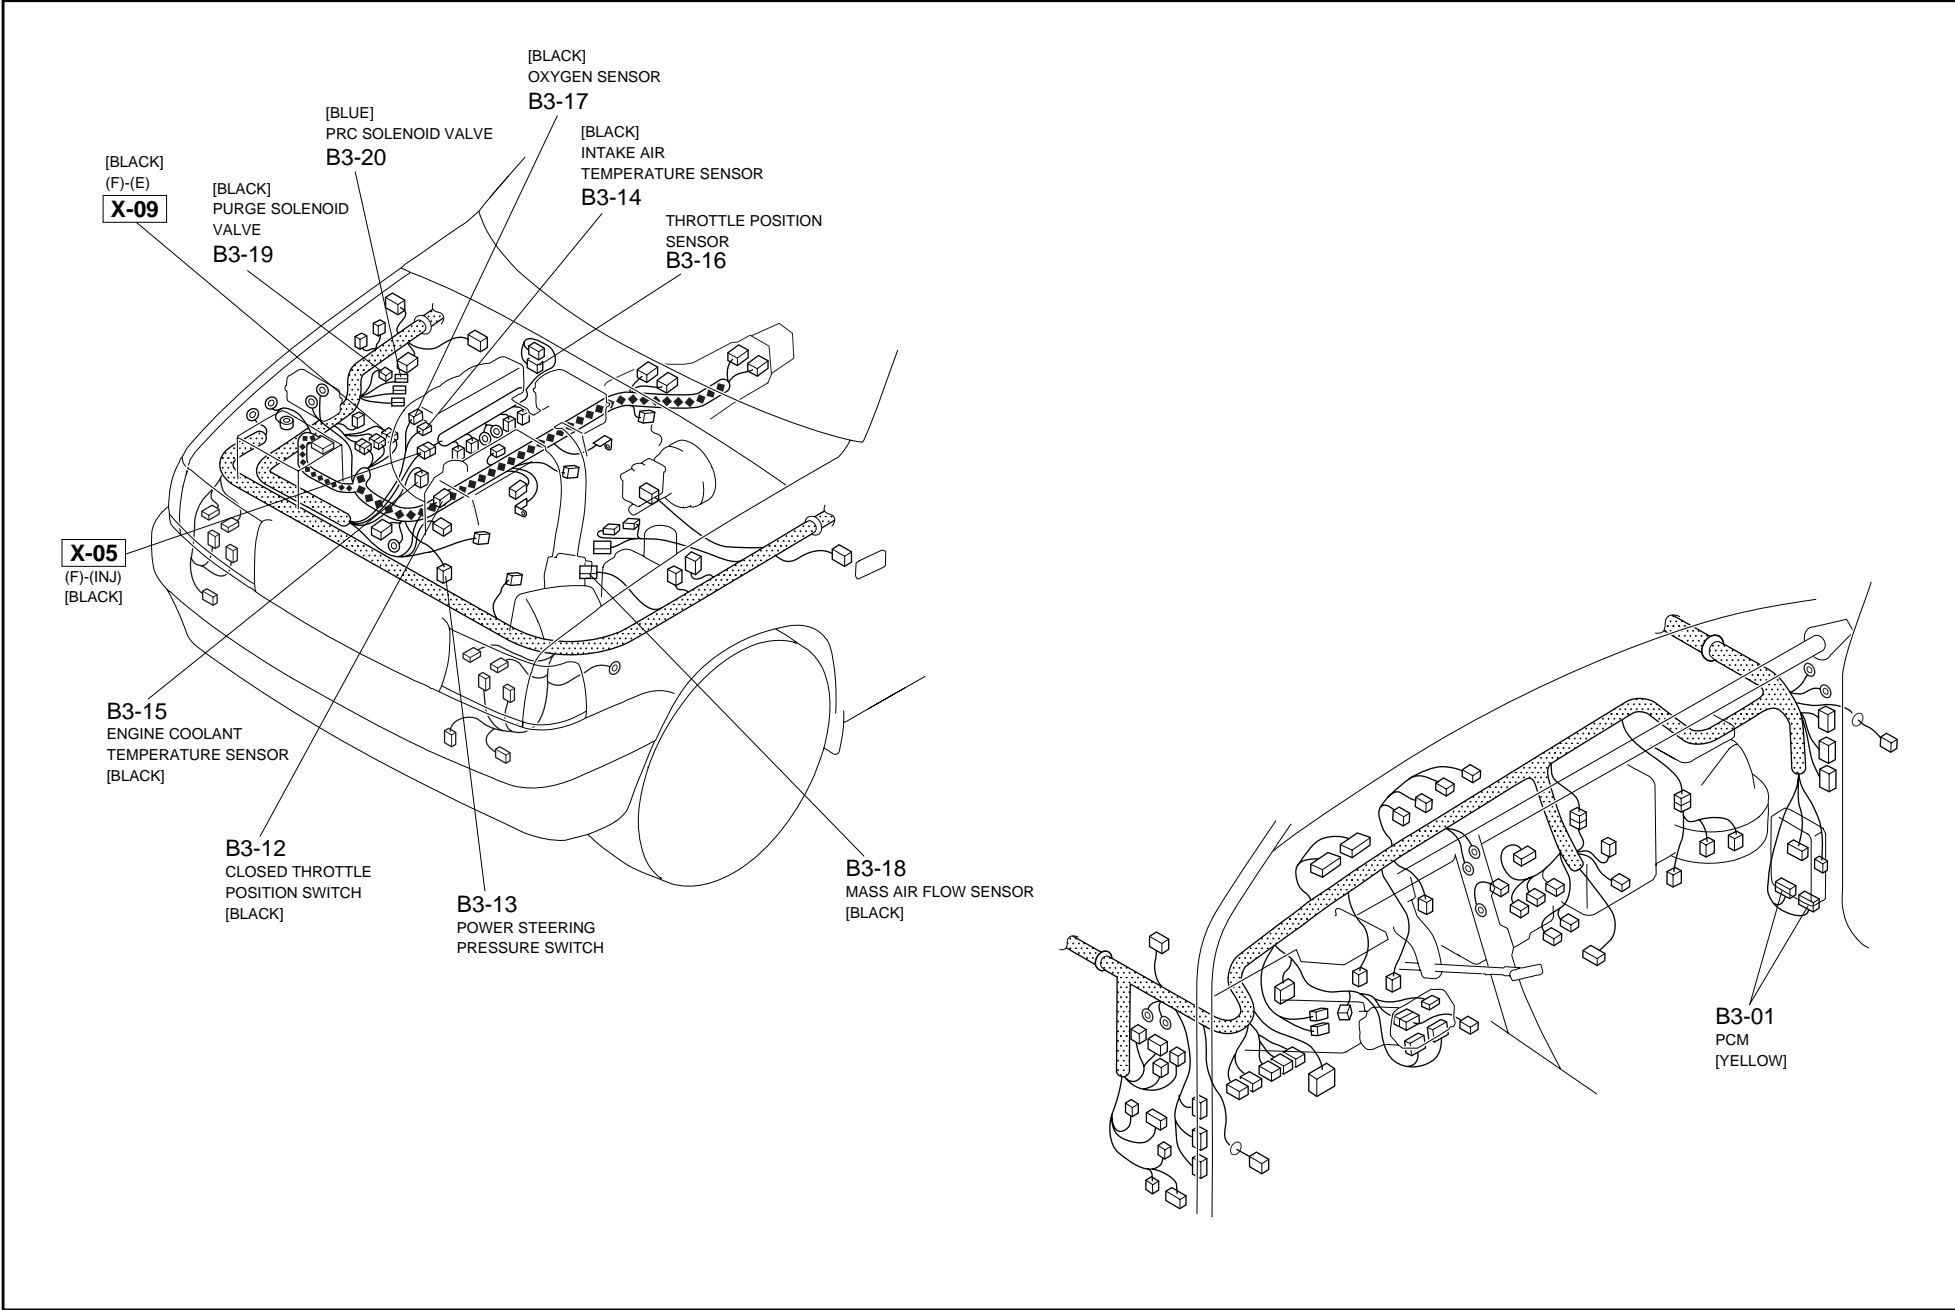 [BLACK]
OXYGEN SENSOR
B3-17
[BLUE]
PRC SOLENOID VALVE
B3-20
[BLACK]
INTAKE AIR
TEMPERATURE SENSOR
B3-14
[BLACK]
(F)-(E)
X-09
[BLACK]
PURGE SOLENOID
VALVE
B3-19
THROTTLE POSITION
SENSOR
B3-16
X-05
(F)-(INJ)
[BLACK]
B3-15
ENGINE COOLANT
TEMPERATURE SENSOR
[BLACK]
B3-12
CLOSED THROTTLE
POSITION SWITCH
[BLACK]
B3-13
POWER STEERING
PRESSURE SWITCH
B3-18
MASS AIR FLOW SENSOR
[BLACK]
B3-01
PCM
[YELLOW]